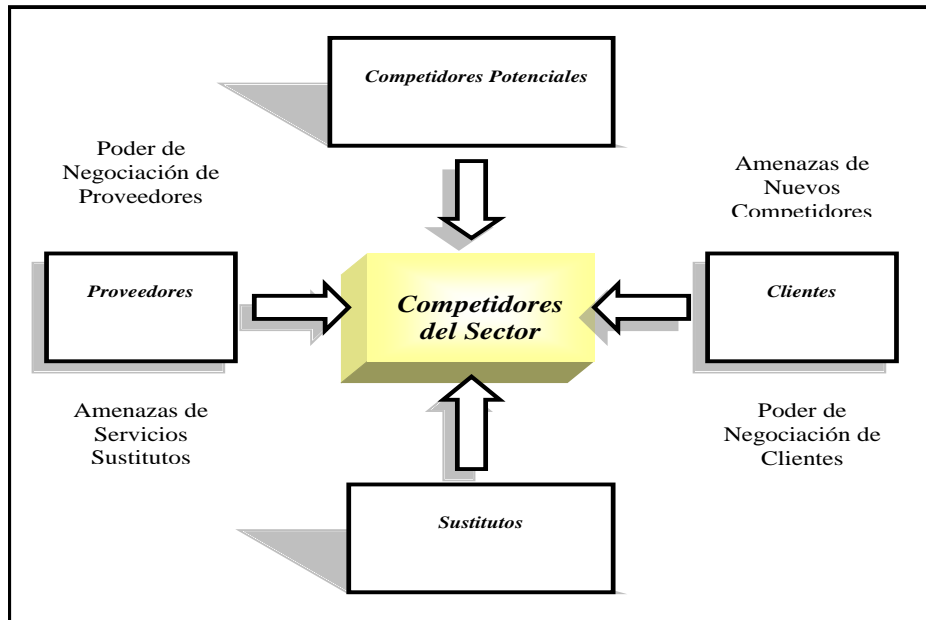 Competidores Potenciales
Poder de
Negociación de
Proveedores
Amenazas de
Nuevos
Competidores
Proveedores
Competidores
del Sector
Clientes
Amenazas de
Servicios
Sustitutos
Poder de
Negociación de
Clientes
Sustitutos